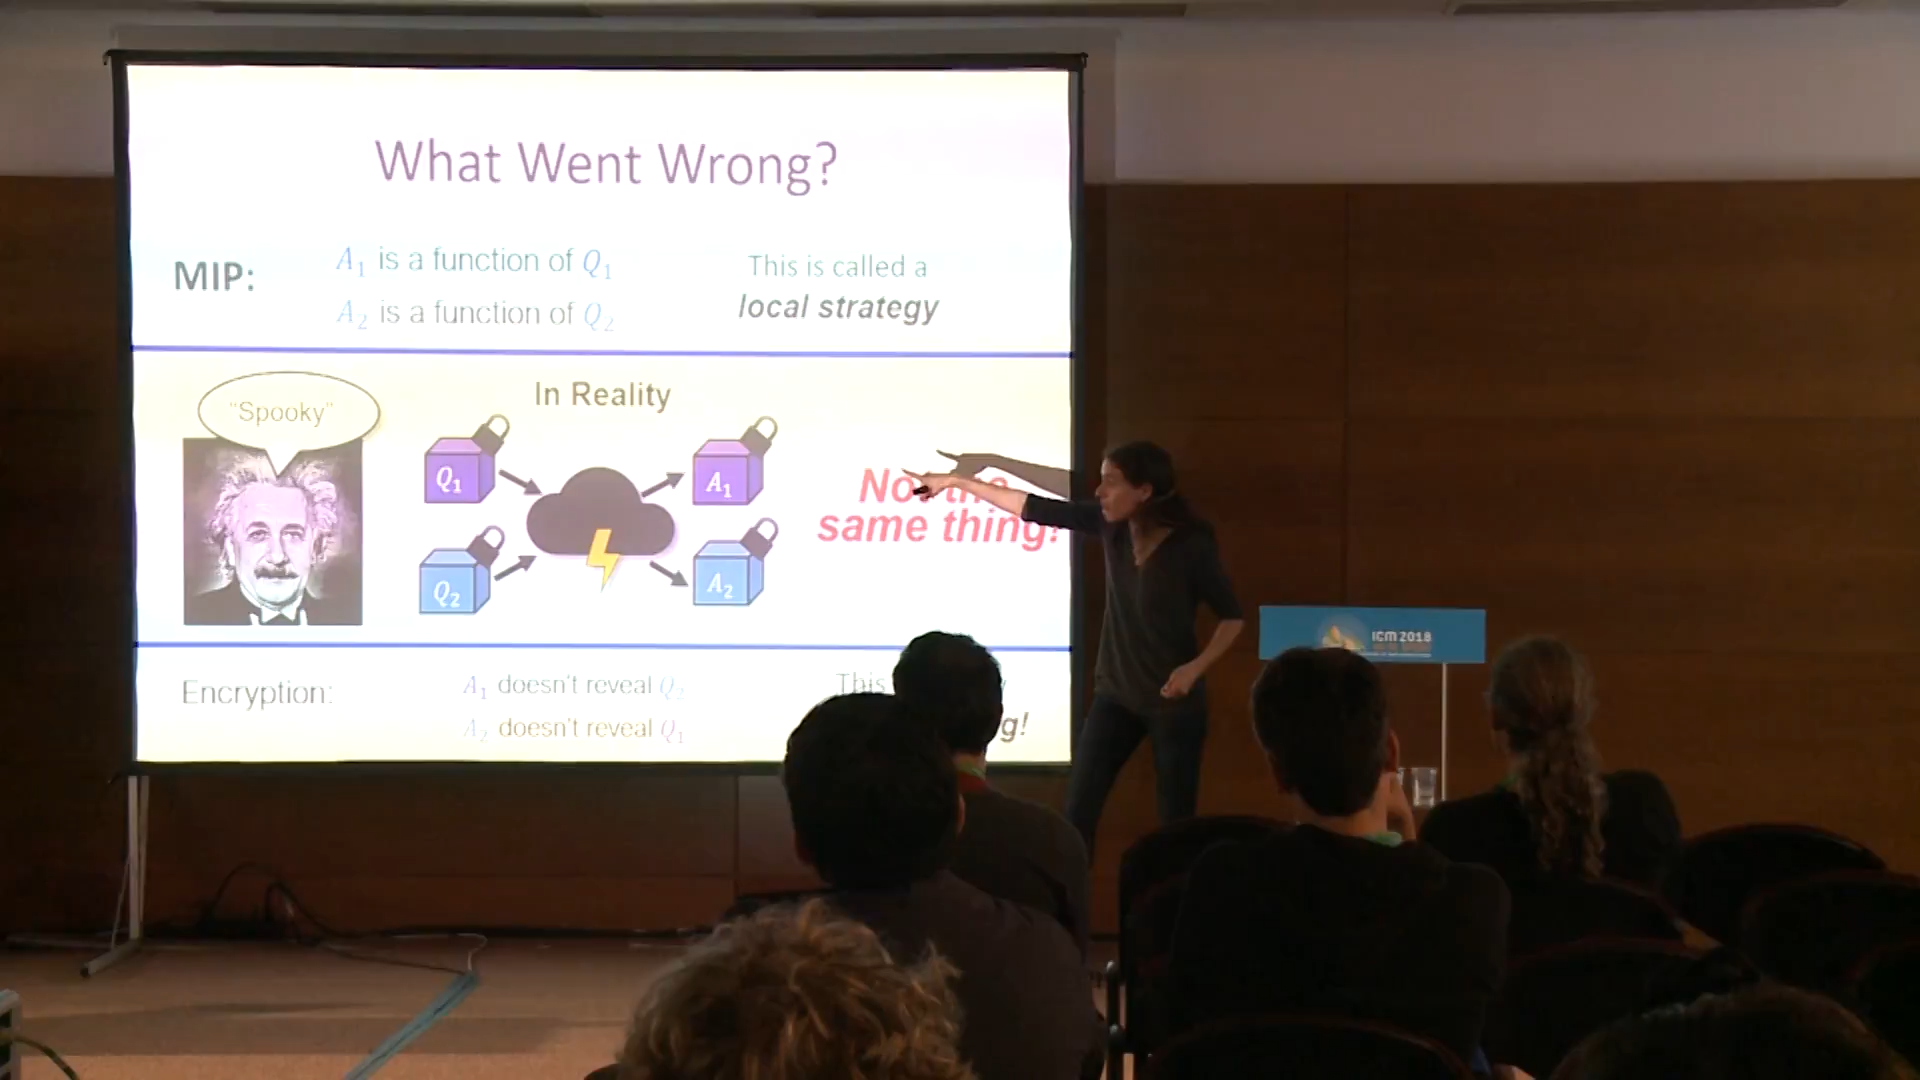 What Went Wrong?
MIP:
A₁ is a function of Q₁
A₂ is a function of Q₂
This is called a
local strategy
"Spooky"
In Reality
Q₁
A₁
Q₂
A₂
same thing!
Encryption:
A₁ doesn't reveal Q₂
A₂ doesn't reveal Q₁
This
g!
ICM 2018